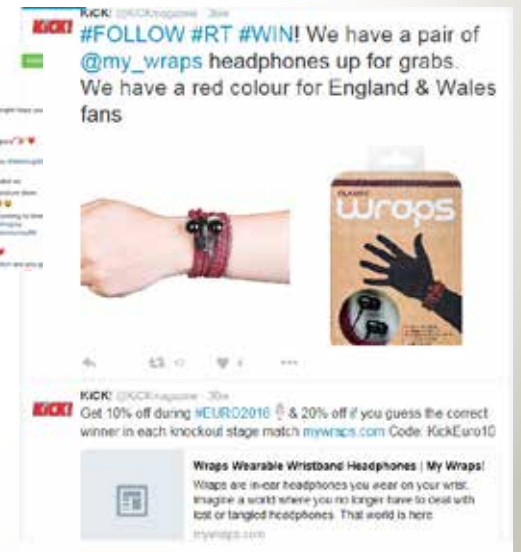 KiCK! @KiCKmagazine
KiCK!
#FOLLOW #RT #WIN! We have a pair of
@my_wraps headphones up for grabs.
We have a red colour for England & Wales
fans
wraps
KiCK! @KiCKmagazine
KiCK!
Get 10% off during #EURO2016 & 20% off if you guess the correct
winner in each knockout stage match mywraps.com Code: KickEuro10
Wraps Wearable Wristband Headphones | My Wraps!
Wraps are in-ear headphones you wear on your wrist.
Imagine a world where you no longer have to deal with
lost or tangled headphones. That world is here
mywraps.com